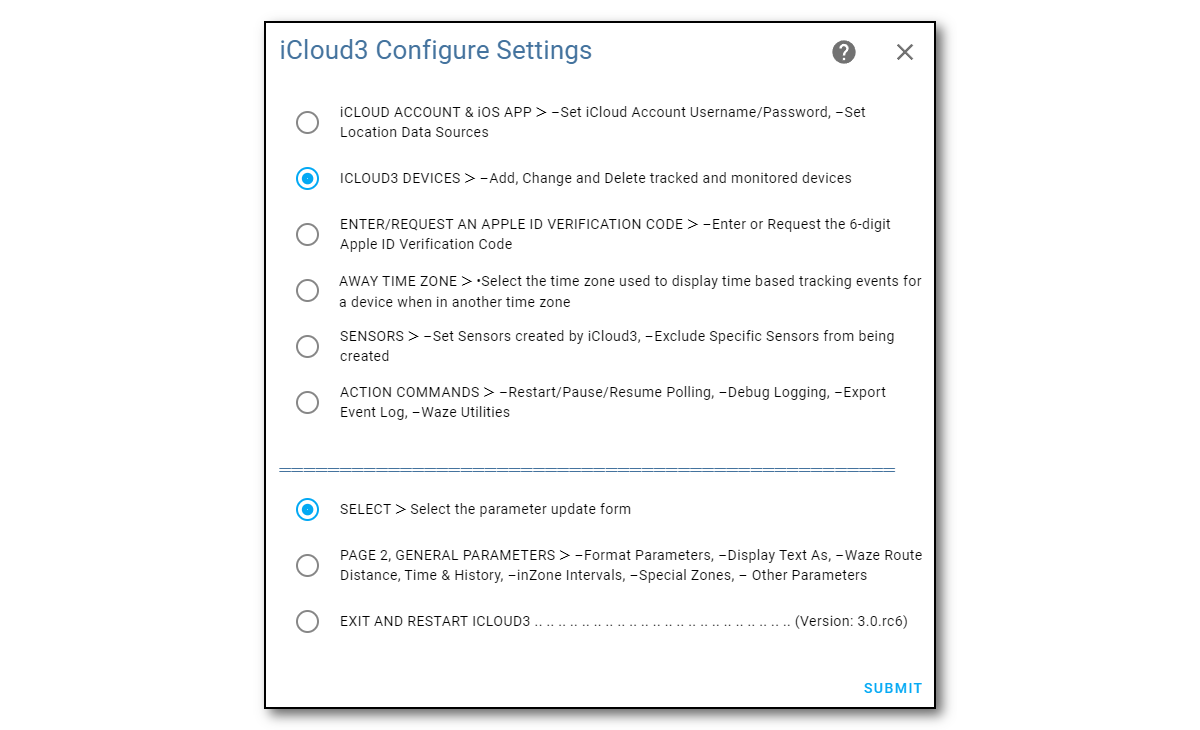 iCloud3 Configure Settings
iCLOUD ACCOUNT & iOS APP > –Set iCloud Account Username/Password, –Set
Location Data Sources
ICLOUD3 DEVICES > –Add, Change and Delete tracked and monitored devices
ENTER/REQUEST AN APPLE ID VERIFICATION CODE > –Enter or Request the 6-digit
Apple ID Verification Code
AWAY TIME ZONE > •Select the time zone used to display time based tracking events for
a device when in another time zone
SENSORS > –Set Sensors created by iCloud3, –Exclude Specific Sensors from being
created
ACTION COMMANDS > –Restart/Pause/Resume Polling, –Debug Logging, –Export
Event Log, –Waze Utilities
SELECT > Select the parameter update form
PAGE 2, GENERAL PARAMETERS > –Format Parameters, –Display Text As, –Waze Route
Distance, Time & History, –inZone Intervals, –Special Zones, – Other Parameters
EXIT AND RESTART ICLOUD3 .. .. .. .. .. .. .. .. .. .. .. .. .. .. .. .. .. .. .. .. .. .. (Version: 3.0.rc6)
SUBMIT